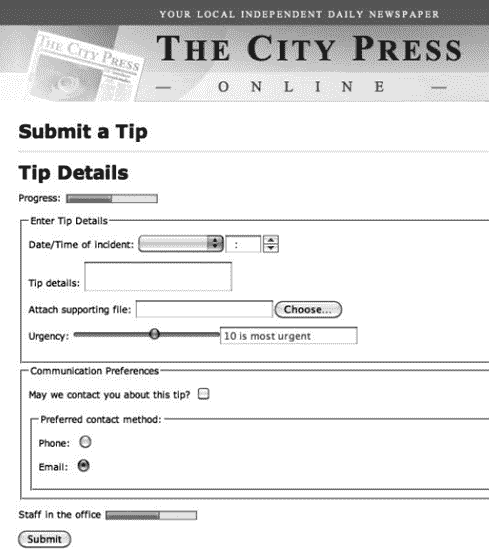 YOUR LOCAL INDEPENDENT DAILY NEWSPAPER
THE CITY PRESS
THE CITY PRESS
— ONLINE —
Submit a Tip
Tip Details
Progress:
Enter Tip Details
Date/Time of incident: :
Tip details:
Attach supporting file: Choose...
Urgency: 10 is most urgent
Communication Preferences
May we contact you about this tip?
Preferred contact method:
Phone:
Email:
Staff in the office
Submit